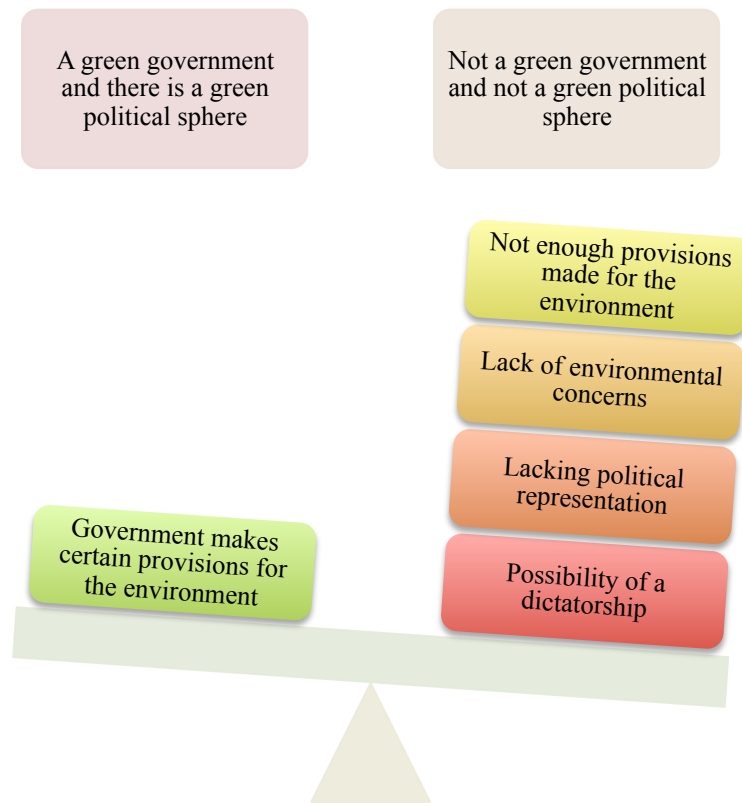 A green government
and there is a green
political sphere
Not a green government
and not a green political
sphere
Not enough provisions
made for the
environment
Lack of environmental
concerns
Lacking political
representation
Possibility of a
dictatorship
Government makes
certain provisions for
the environment